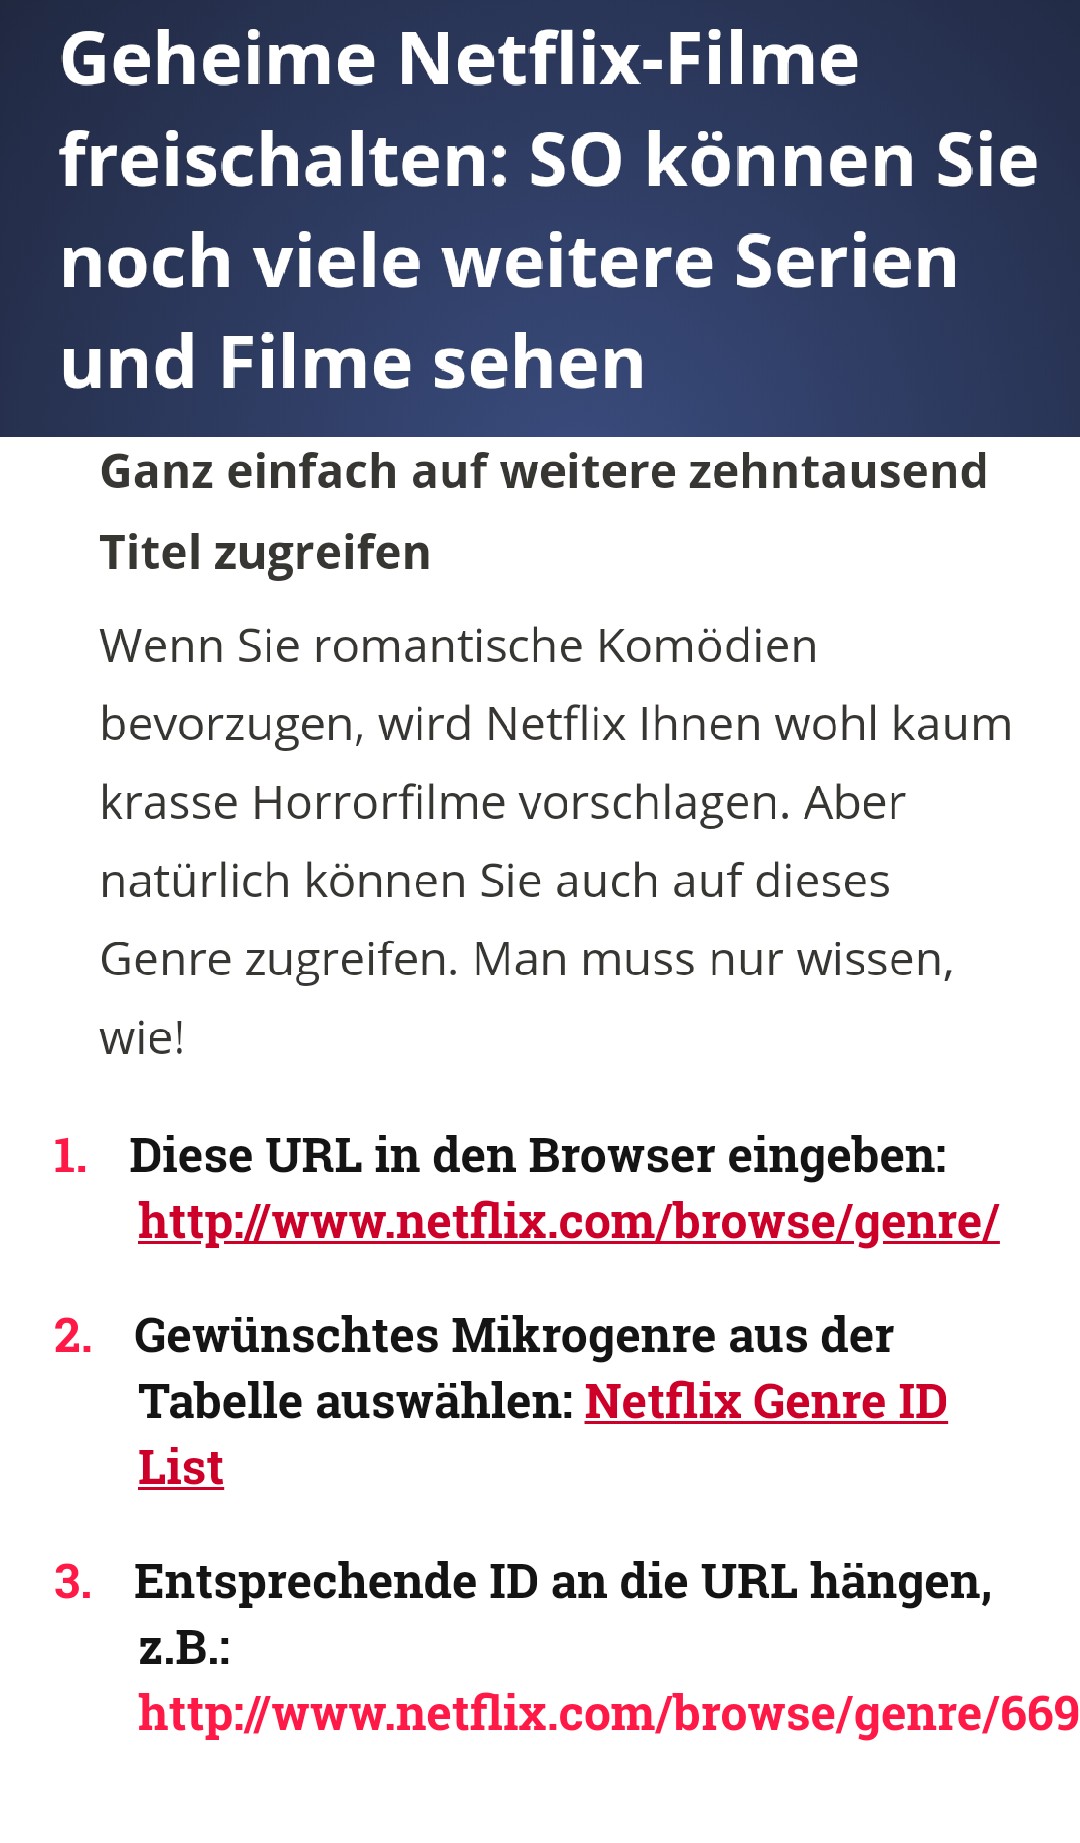 Geheime Netflix-Filme
freischalten: SO können Sie
noch viele weitere Serien
und Filme sehen
Ganz einfach auf weitere zehntausend
Titel zugreifen
Wenn Sie romantische Komödien
bevorzugen, wird Netflix Ihnen wohl kaum
krasse Horrorfilme vorschlagen. Aber
natürlich können Sie auch auf dieses
Genre zugreifen. Man muss nur wissen,
wie!
1. Diese URL in den Browser eingeben:
http://www.netflix.com/browse/genre/
2. Gewünschtes Mikrogenre aus der
Tabelle auswählen: Netflix Genre ID
List
3. Entsprechende ID an die URL hängen,
z.B.:
http://www.netflix.com/browse/genre/669